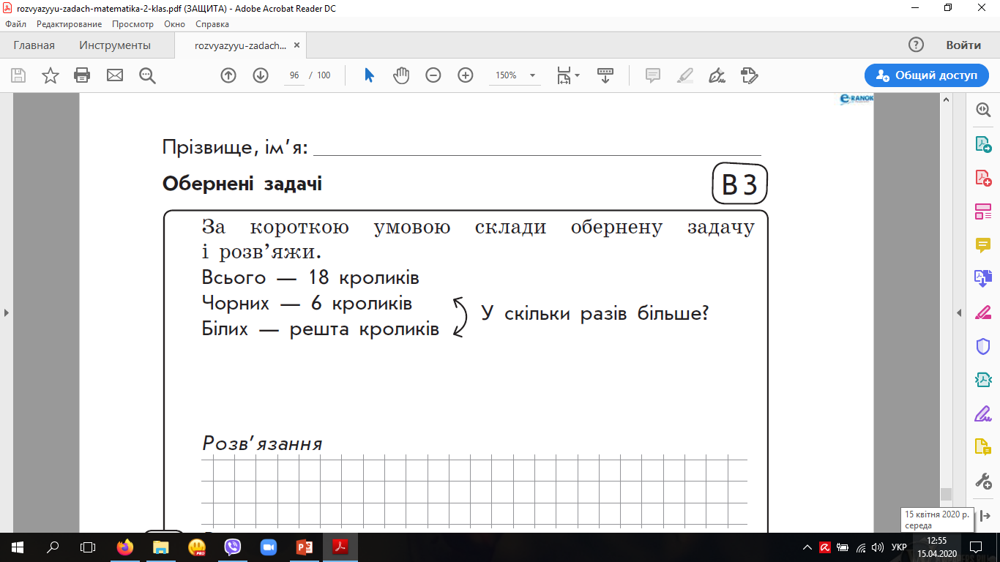 rozvyazyyu-zadach-matematika-2-klas.pdf (ЗАЩИТА) - Adobe Acrobat Reader DC
Файл Редактирование Просмотр Окно Справка
Главная Инструменты rozvyazyyu-zadach... × Войти
96 / 100 150% Общий доступ
e-RANOK
Прізвище, ім’я:
Обернені задачі
В 3
За короткою умовою склади обернену задачу
і розв’яжи.
Всього — 18 кроликів
Чорних — 6 кроликів
У скільки разів більше?
Білих — решта кроликів
Розв’язання
15 квітня 2020 р.
середа
PRO
УКР
12:55
15.04.2020